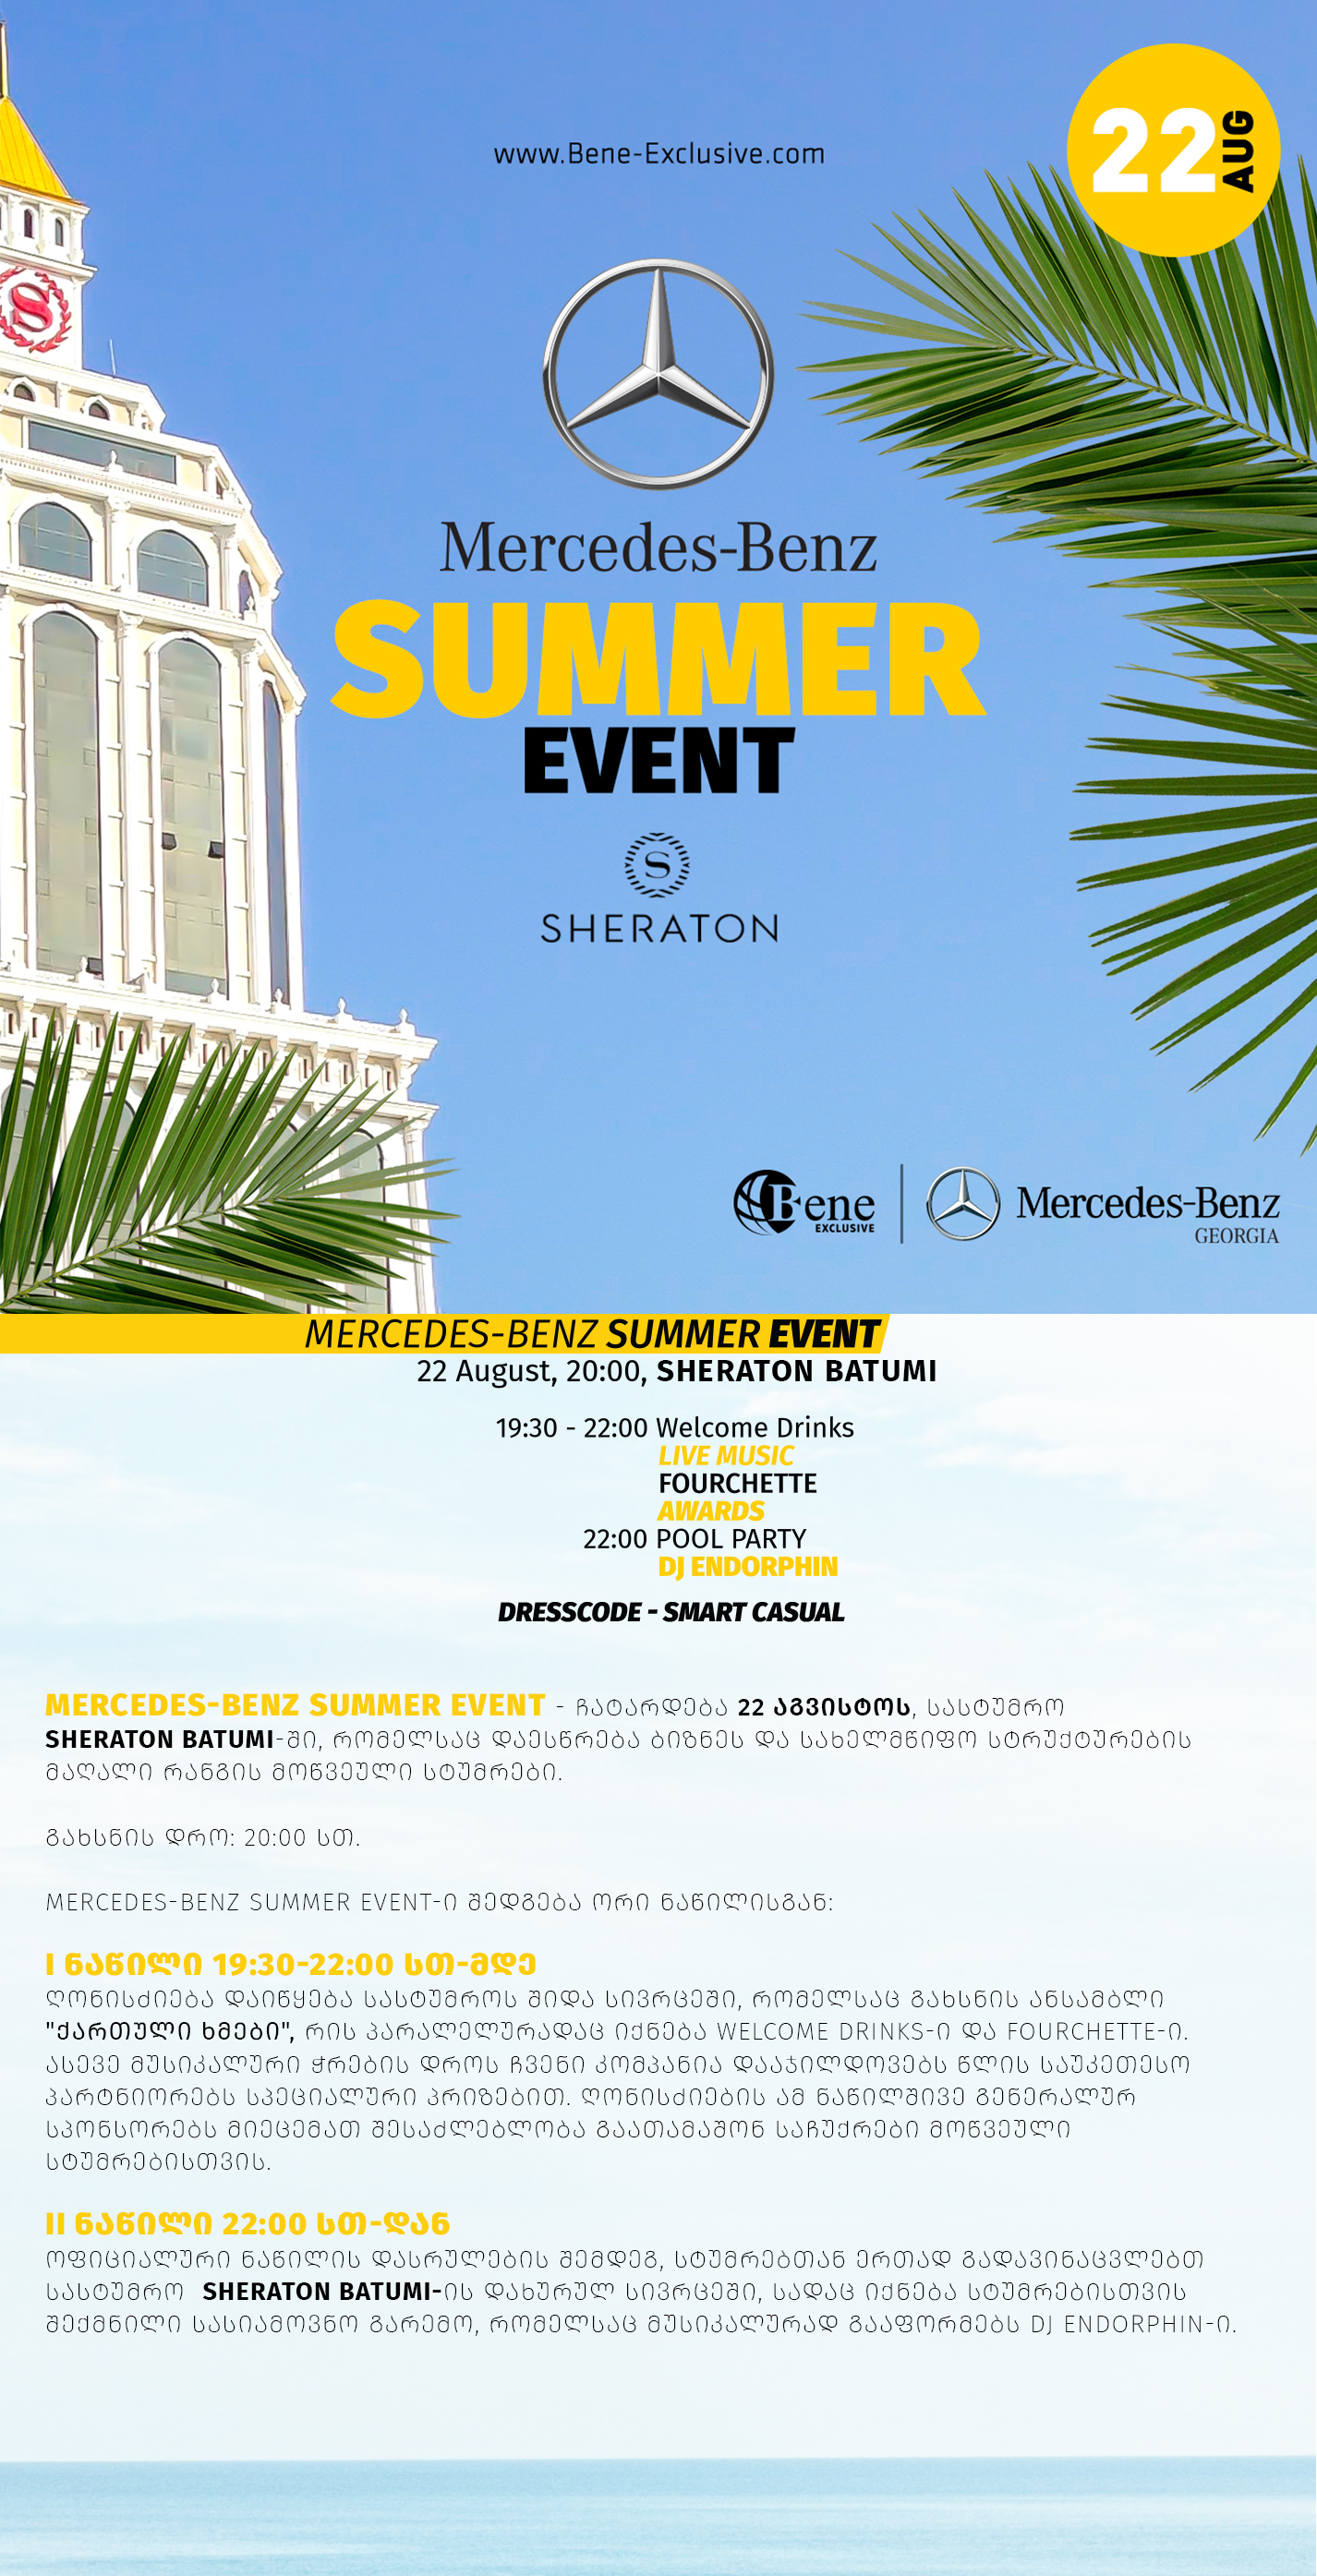 22 AUG
www.Bene-Exclusive.com
S
Mercedes-Benz
SUMMER
EVENT
S
SHERATON
Bene EXCLUSIVE
Mercedes-Benz
GEORGIA
MERCEDES-BENZ SUMMER EVENT
22 August, 20:00, SHERATON BATUMI
19:30 - 22:00 Welcome Drinks
LIVE MUSIC
FOURCHETTE
AWARDS
22:00 POOL PARTY
DJ ENDORPHIN
DRESSCODE - SMART CASUAL
MERCEDES-BENZ SUMMER EVENT - ჩატარდება 22 აგვისტოს, სასტუმრო
SHERATON BATUMI-ში, რომელსაც დაესწრება ბიზნეს და სახელმწიფო სტრუქტურების
მაღალი რანგის მოწვეული სტუმრები.
გახსნის დრო: 20:00 სთ.
MERCEDES-BENZ SUMMER EVENT-ი შედგება ორი ნაწილისგან:
I ნაწილი 19:30-22:00 სთ-მდე
ღონისძიება დაიწყება სასტუმროს შიდა სივრცეში, რომელსაც გახსნის ანსამბლი
"ქართული ხმები", რის პარალელურადაც იქნება WELCOME DRINKS-ი და FOURCHETTE-ი.
ასევე მუსიკალური ჭრების დროს ჩვენი კომპანია დააჯილდოვებს წლის საუკეთესო
პარტნიორებს სპეციალური პრიზებით. ღონისძიების ამ ნაწილშივე გენერალურ
სპონსორებს მიეცემათ შესაძლებლობა გაათამაშონ საჩუქრები მოწვეული
სტუმრებისთვის.
II ნაწილი 22:00 სთ-დან
ოფიციალური ნაწილის დასრულების შემდეგ, სტუმრებთან ერთად გადავინაცვლებთ
სასტუმრო SHERATON BATUMI-ის დახურულ სივრცეში, სადაც იქნება სტუმრებისთვის
შექმნილი სასიამოვნო გარემო, რომელსაც მუსიკალურად გააფორმებს DJ ENDORPHIN-ი.